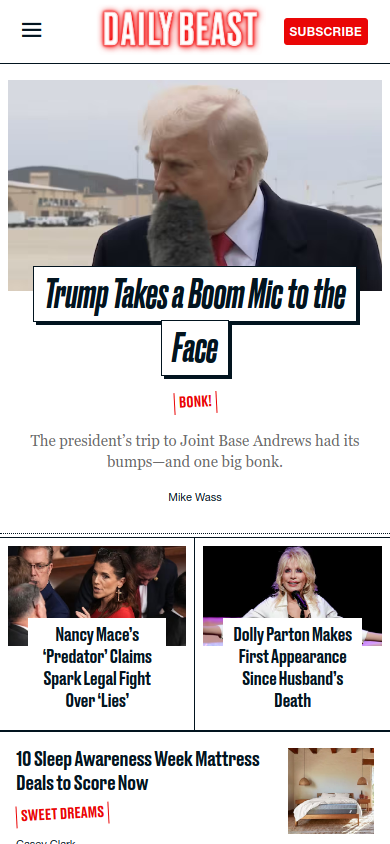 DAILY BEAST
SUBSCRIBE
Trump Takes a Boom Mic to the
Face
BONK!
The president's trip to Joint Base Andrews had its
bumps—and one big bonk.
Mike Wass
Nancy Mace's
'Predator' Claims
Spark Legal Fight
Over 'Lies'
Dolly Parton Makes
First Appearance
Since Husband's
Death
10 Sleep Awareness Week Mattress
Deals to Score Now
SWEET DREAMS
Casey Clark